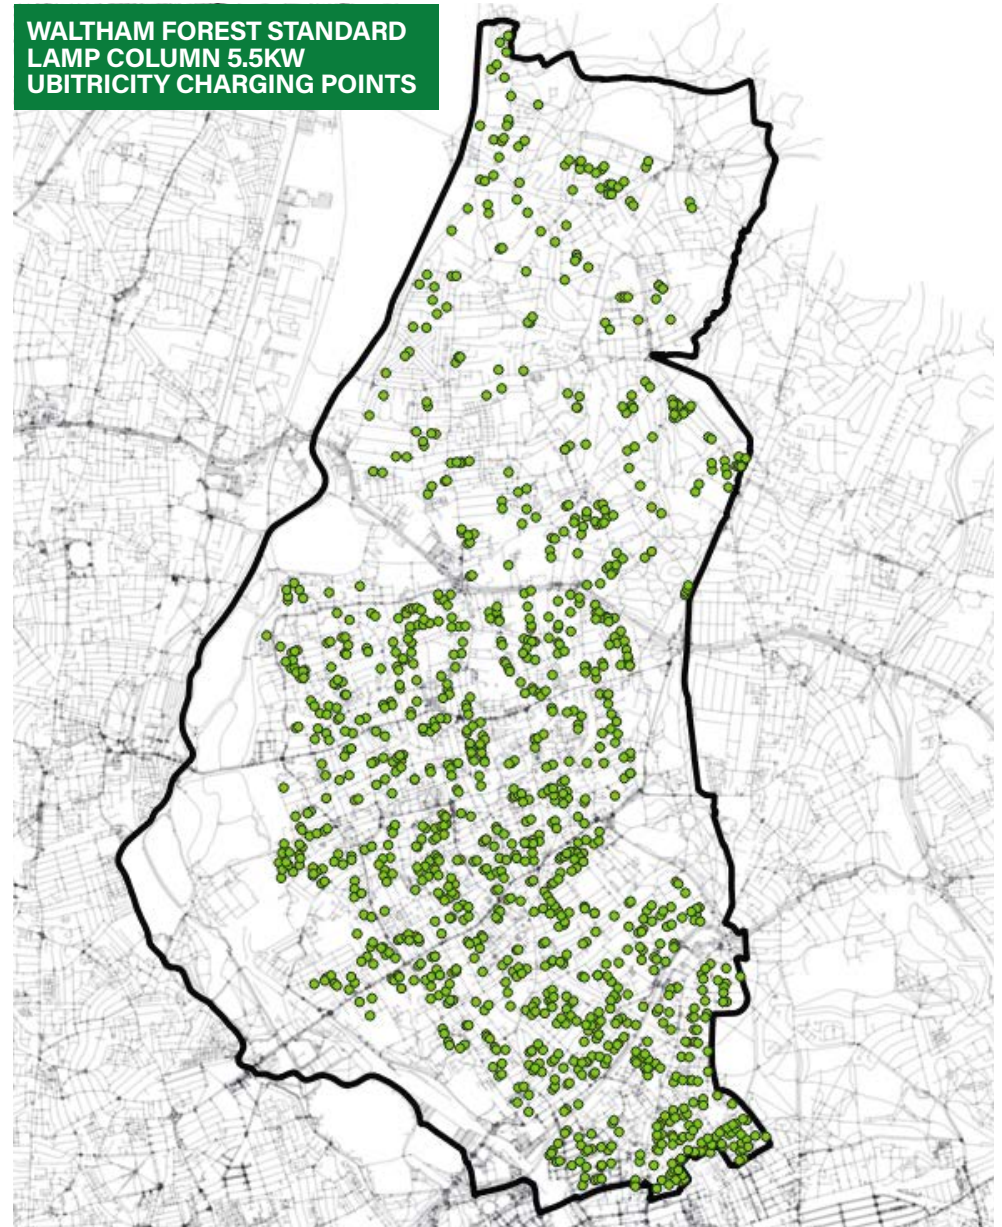 WALTHAM FOREST STANDARD
LAMP COLUMN 5.5KW
UBITRICITY CHARGING POINTS